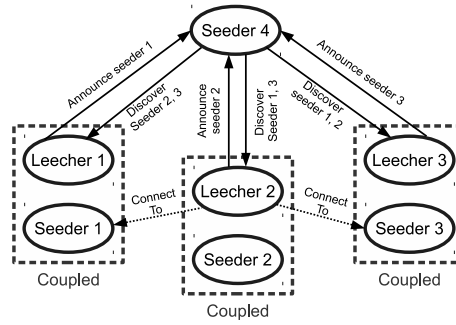 Seeder 4
Announce seeder 1
Discover
Seeder 2, 3
Announce
seeder 2
Discover
Seeder 1, 3
Discover
seeder 1, 2
Announce seeder 3
Leecher 1
Seeder 1
Coupled
Connect
To
Leecher 2
Seeder 2
Coupled
Connect
To
Leecher 3
Seeder 3
Coupled